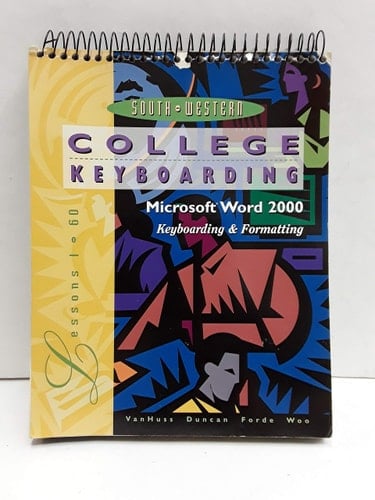 SOUTH-WESTERN
COLLEGE
KEYBOARDING
Microsoft Word 2000
Keyboarding & Formatting
Lessons 1 • 60
VanHuss Duncan Forde Woo